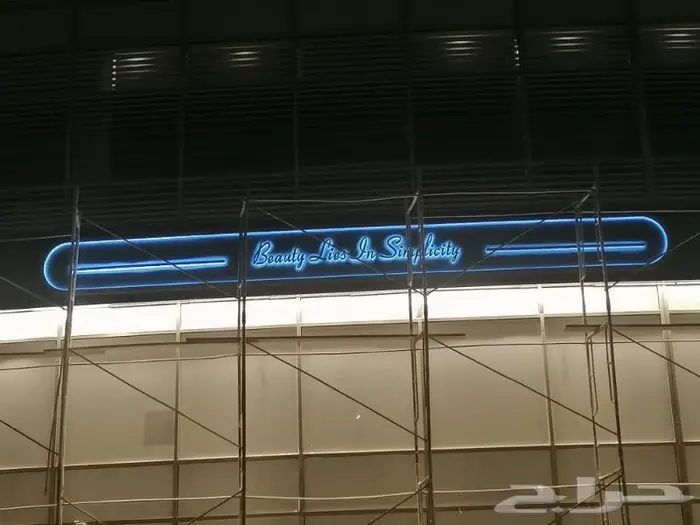 Beauty Lies In Simplicity
حراج